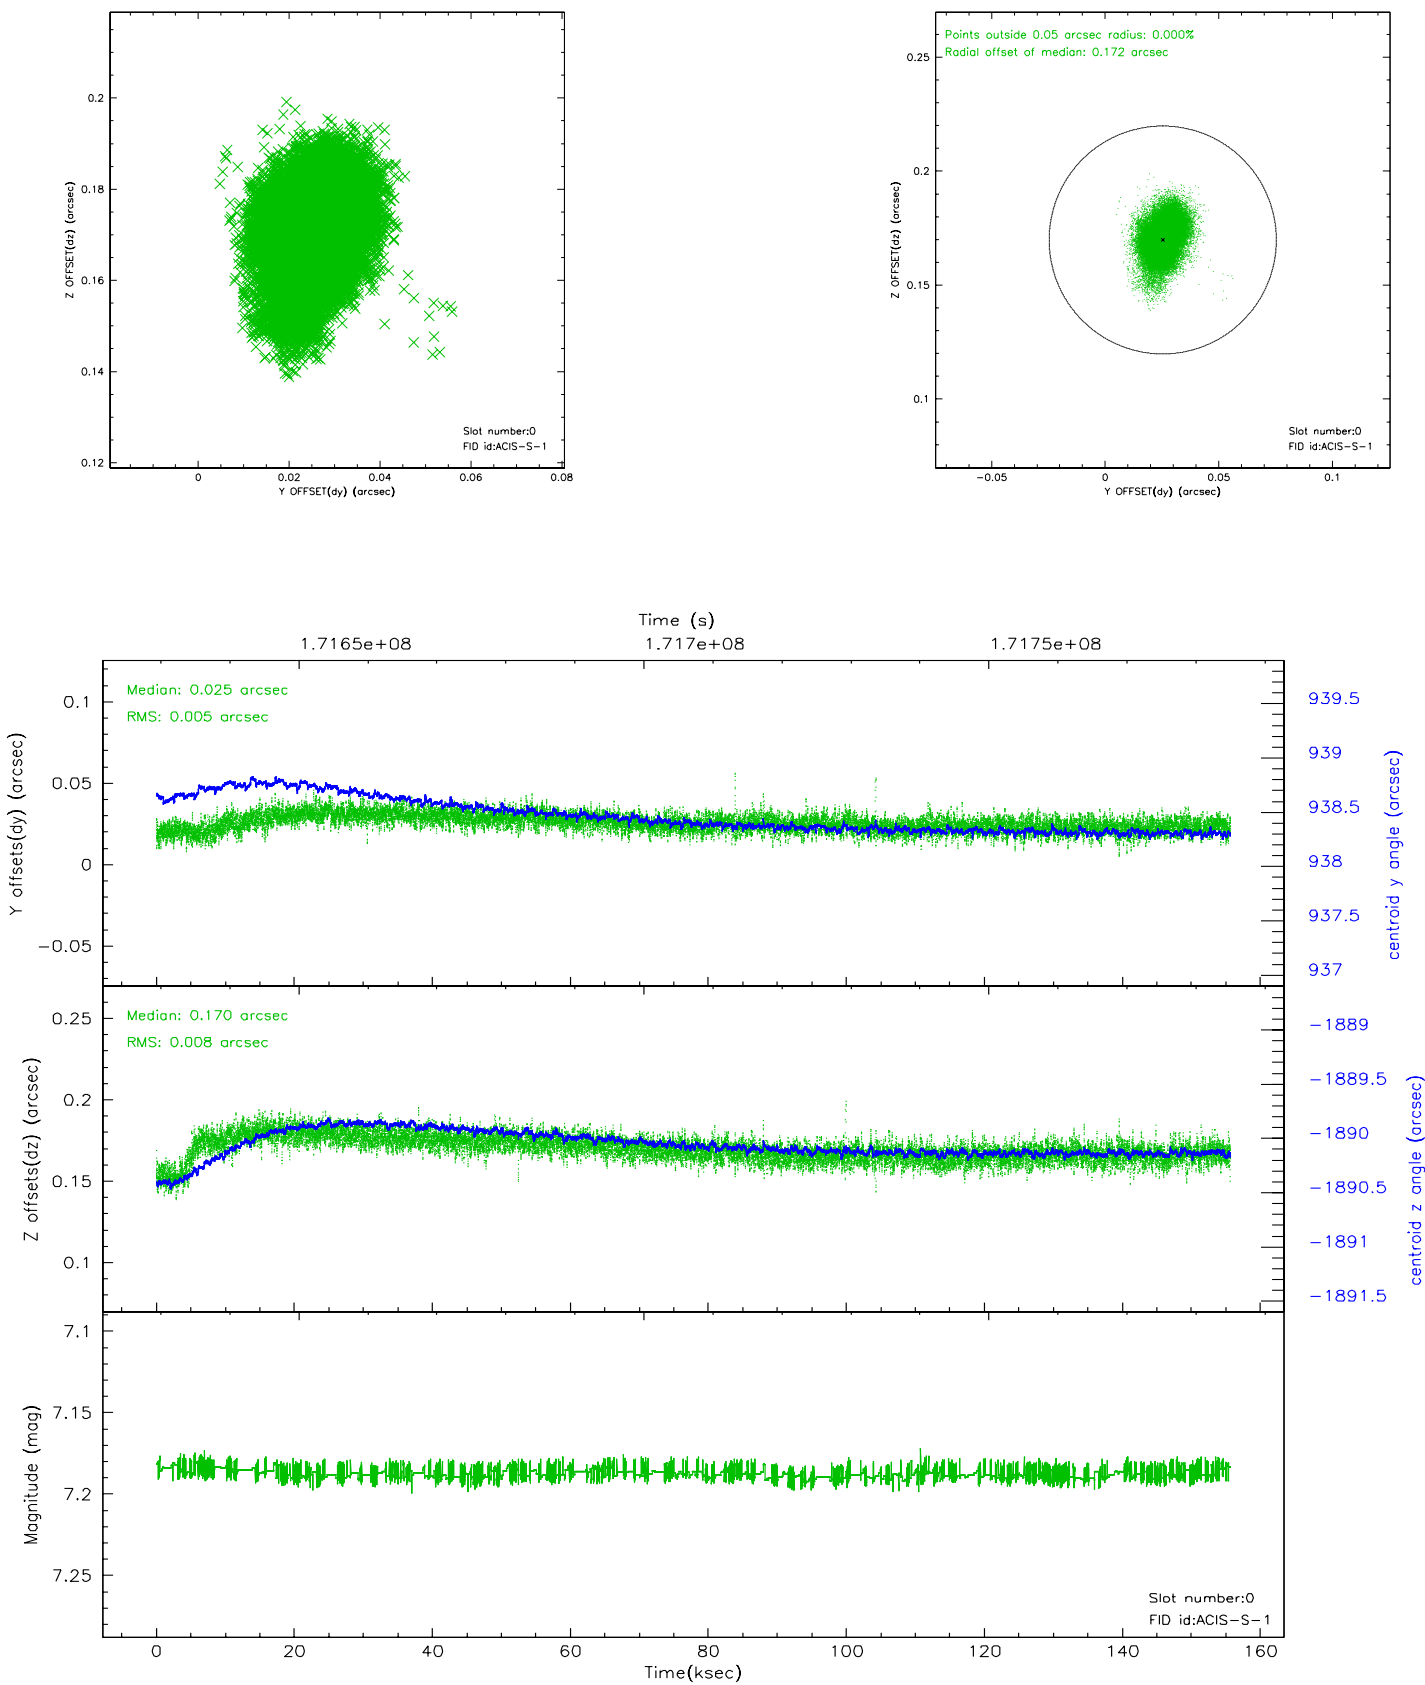 0.2
0.18
0.16
0.14
0.12
Z OFFSET(dz) (arcsec)
Slot number:0
FID id:ACIS-S-1
0 0.02 0.04 0.06 0.08
Y OFFSET(dy) (arcsec)
Points outside 0.05 arcsec radius: 0.000%
Radial offset of median: 0.172 arcsec
0.25
0.2
0.15
0.1
Z OFFSET(dz) (arcsec)
Slot number:0
FID id:ACIS-S-1
-0.05 0 0.05 0.1
Y OFFSET(dy) (arcsec)
Time (s)
1.7165e+08 1.717e+08 1.7175e+08
Median: 0.025 arcsec
RMS: 0.005 arcsec
0.1
0.05
0
-0.05
Y offsets(dy) (arcsec)
939.5
939
938.5
938
937.5
937
centroid y angle (arcsec)
Median: 0.170 arcsec
RMS: 0.008 arcsec
0.25
0.2
0.15
0.1
Z offsets(dz) (arcsec)
-1889
-1889.5
-1890
-1890.5
-1891
-1891.5
centroid z angle (arcsec)
7.1
7.15
7.2
7.25
Magnitude (mag)
Slot number:0
FID id:ACIS-S-1
0 20 40 60 80 100 120 140 160
Time(ksec)